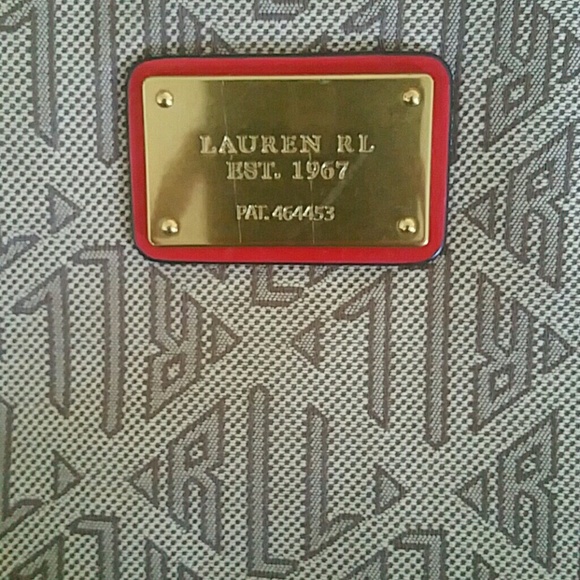 LAUREN RL
EST. 1967
PAT. 464453